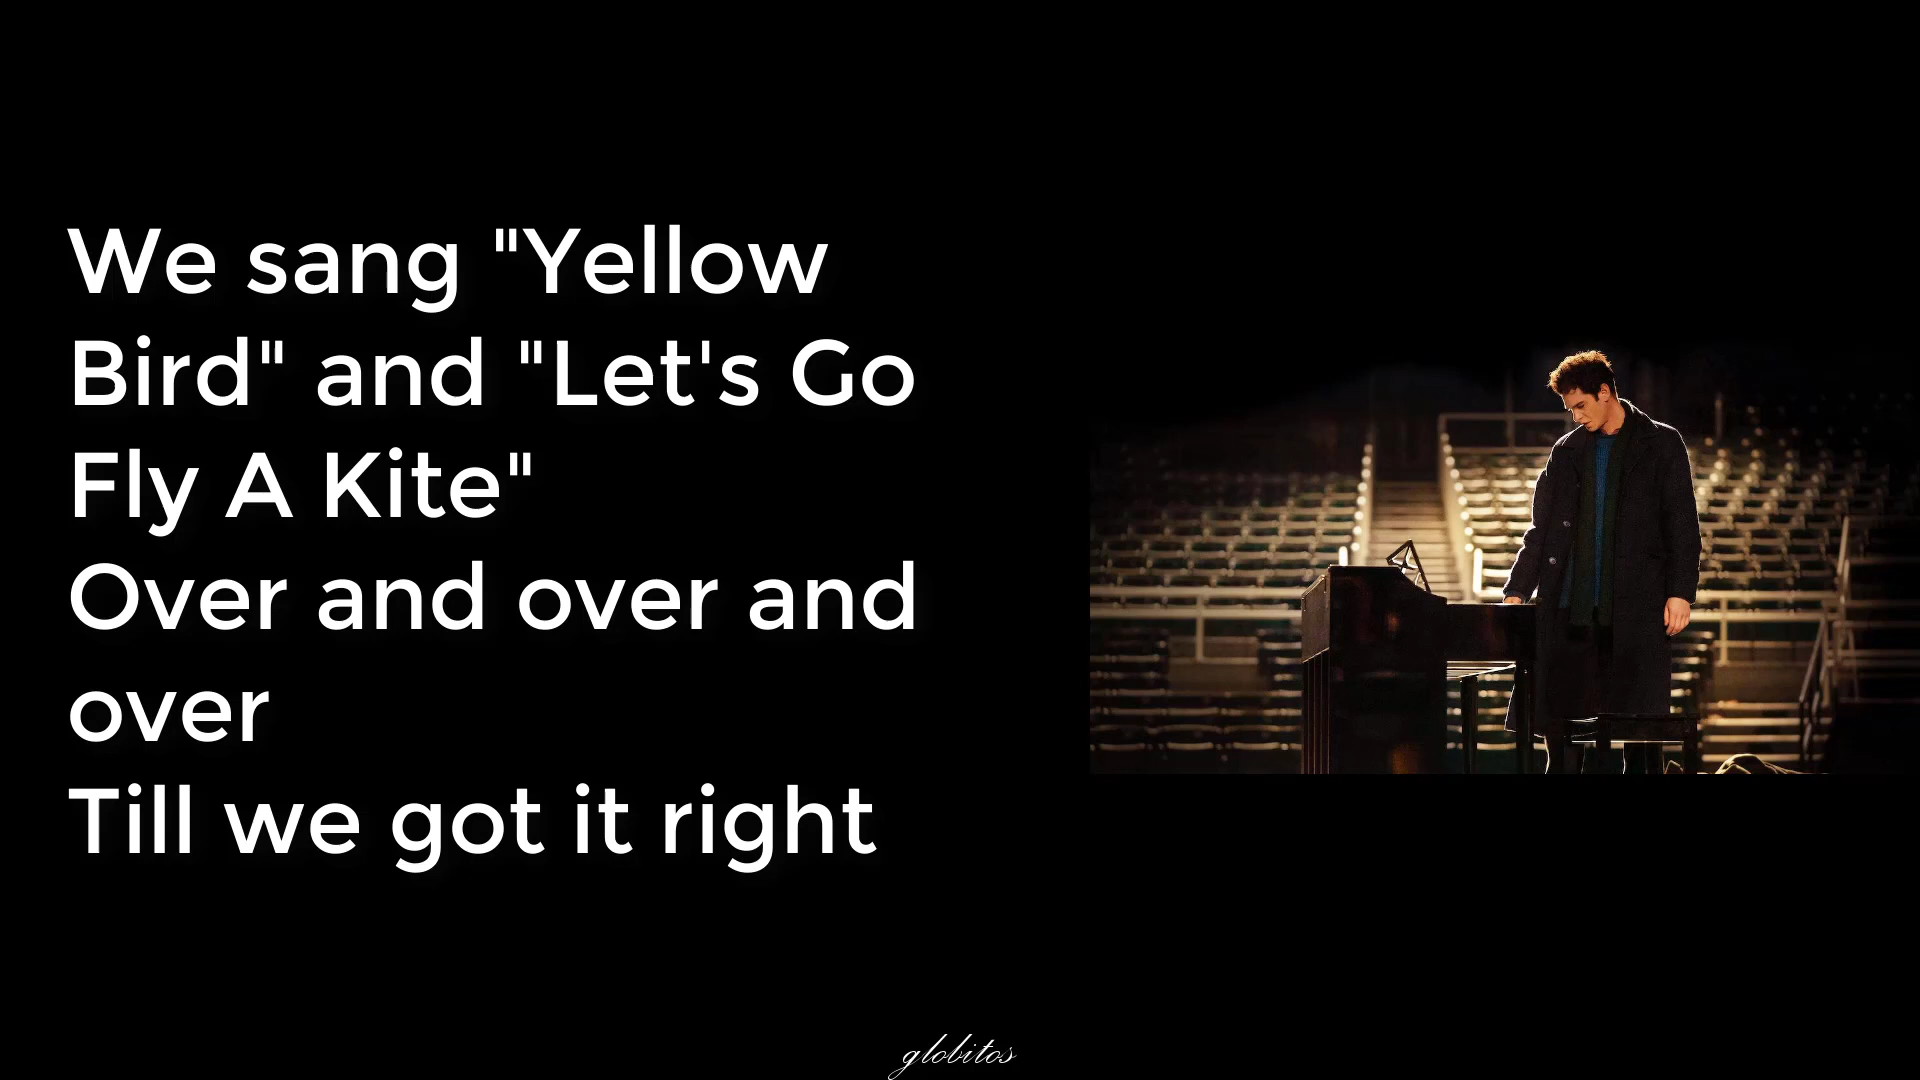 We sang "Yellow
Bird" and "Let's Go
Fly A Kite"
Over and over and
over
Till we got it right
globitos